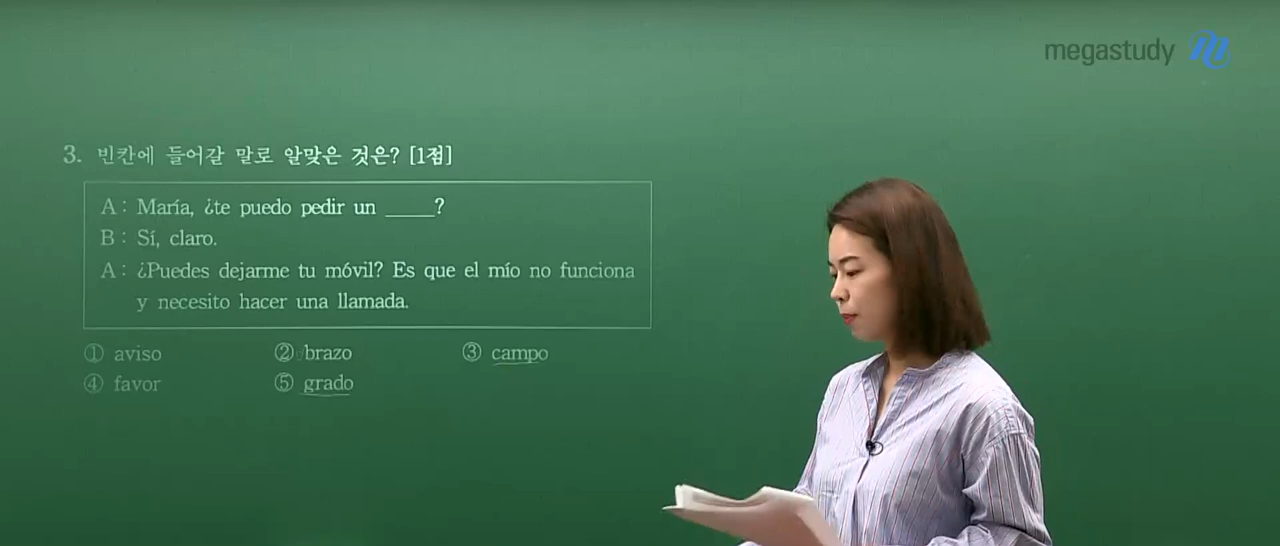 megastudy
3. 빈칸에 들어갈 말로 알맞은 것은? [1점]
A : María, ¿te puedo pedir un _____?
B : Sí, claro.
A : ¿Puedes dejarme tu móvil? Es que el mío no funciona
y necesito hacer una llamada.
① aviso ② brazo ③ campo
④ favor ⑤ grado